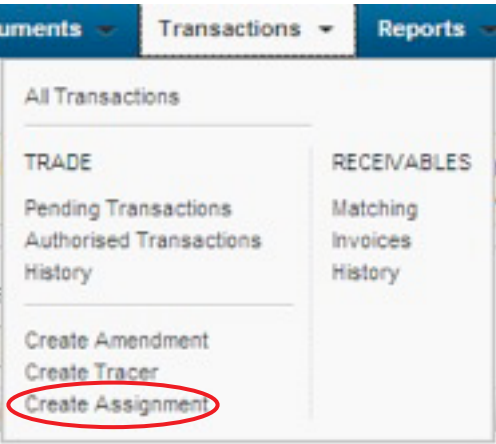 uments Transactions Reports
All Transactions
TRADE
Pending Transactions
Authorised Transactions
History
Create Amendment
Create Tracer
Create Assignment
RECEIVABLES
Matching
Invoices
History